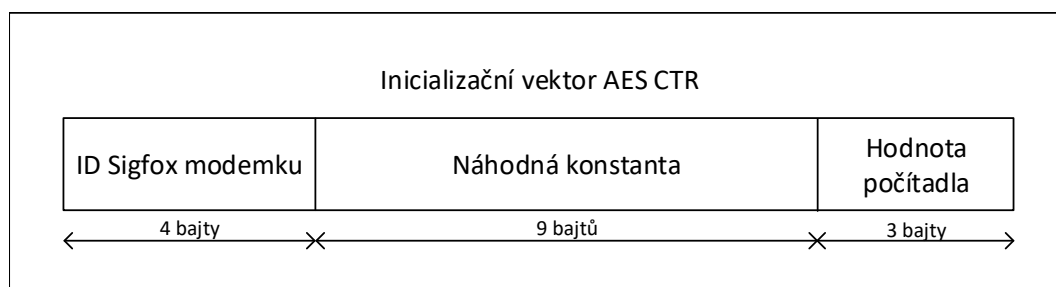 Inicializační vektor AES CTR
ID Sigfox modemku
Náhodná konstanta
Hodnota
počítadla
4 bajty
9 bajtů
3 bajty